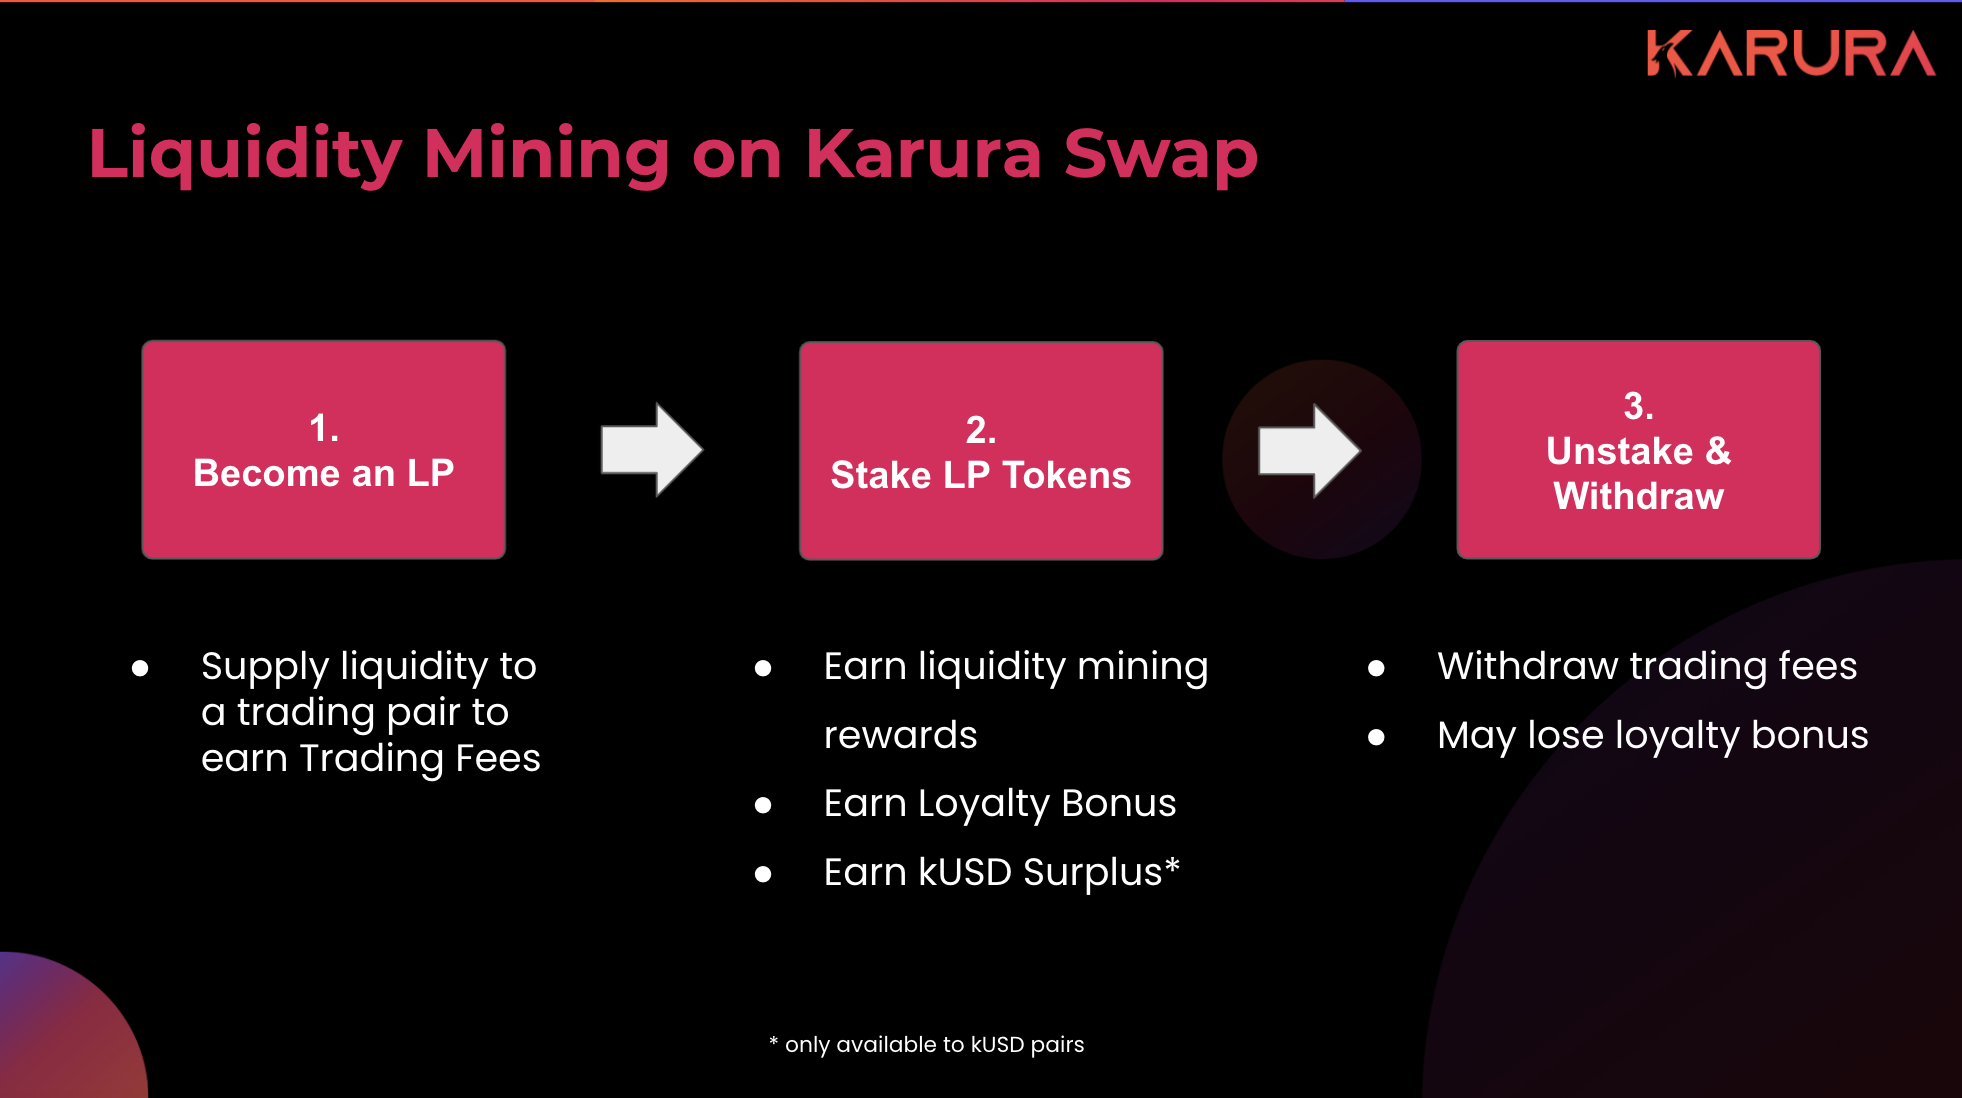 KARURA
Liquidity Mining on Karura Swap
1.
Become an LP
2.
Stake LP Tokens
3.
Unstake &
Withdraw
● Supply liquidity to
a trading pair to
earn Trading Fees
● Earn liquidity mining
rewards
● Earn Loyalty Bonus
● Earn kUSD Surplus*
● Withdraw trading fees
● May lose loyalty bonus
* only available to kUSD pairs